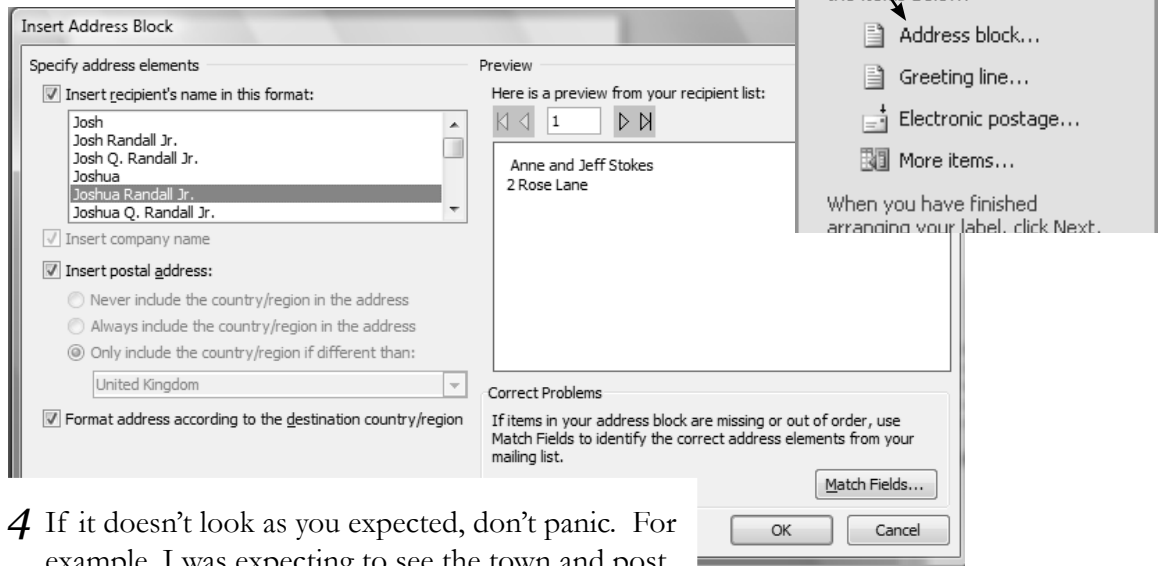 Insert Address Block
Specify address elements
Insert recipient's name in this format:
Josh
Josh Randall Jr.
Josh Q. Randall Jr.
Joshua
Joshua Randall Jr.
Joshua Q. Randall Jr.
Insert company name
Insert postal address:
Never include the country/region in the address
Always include the country/region in the address
Only include the country/region if different than:
United Kingdom
Format address according to the destination country/region
Preview
Here is a preview from your recipient list:
1
Anne and Jeff Stokes
2 Rose Lane
Correct Problems
If items in your address block are missing or out of order, use
Match Fields to identify the correct address elements from your
mailing list.
Match Fields...
OK
Cancel
Address block...
Greeting line...
Electronic postage...
More items...
When you have finished
arranging your label, click Next.
4 If it doesn't look as you expected, don't panic. For
example, I was expecting to see the town and post